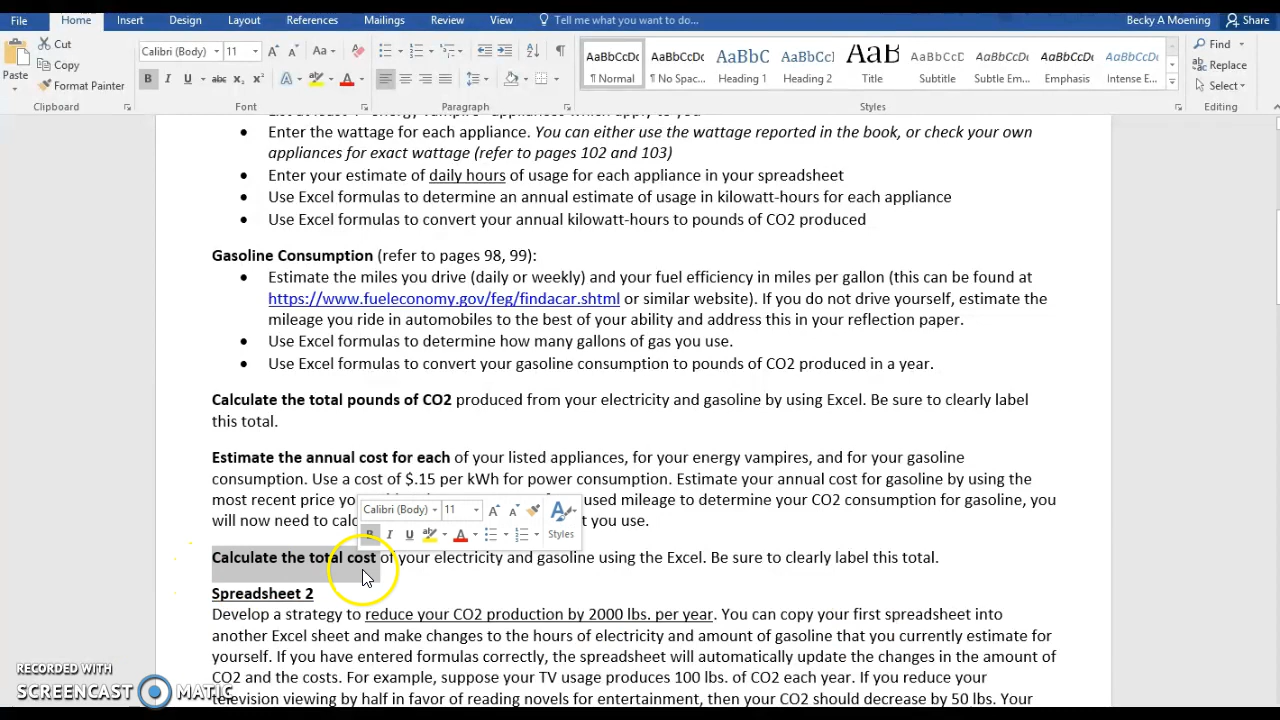 File Home Insert Design Layout References Mailings Review View Tell me what you want to do... Becky A Moening Share
Paste Cut Copy Format Painter
Clipboard
Calibri (Body) 11 Aa
B I U abc X₂ X² A A
Font
Paragraph
AaBbCcDc AaBbCcDc AaBbC AaBbCcl AaB AaBbCcDc AaBbCcDc AaBbCcDc AaBbCcDc
¶ Normal ¶ No Spac... Heading 1 Heading 2 Title Subtitle Subtle Em... Emphasis Intense E...
Styles
Find Replace Select
Editing
• Enter the wattage for each appliance. You can either use the wattage reported in the book, or check your own
appliances for exact wattage (refer to pages 102 and 103)
• Enter your estimate of daily hours of usage for each appliance in your spreadsheet
• Use Excel formulas to determine an annual estimate of usage in kilowatt-hours for each appliance
• Use Excel formulas to convert your annual kilowatt-hours to pounds of CO2 produced
Gasoline Consumption (refer to pages 98, 99):
• Estimate the miles you drive (daily or weekly) and your fuel efficiency in miles per gallon (this can be found at
https://www.fueleconomy.gov/feg/findacar.shtml or similar website). If you do not drive yourself, estimate the
mileage you ride in automobiles to the best of your ability and address this in your reflection paper.
• Use Excel formulas to determine how many gallons of gas you use.
• Use Excel formulas to convert your gasoline consumption to pounds of CO2 produced in a year.
Calculate the total pounds of CO2 produced from your electricity and gasoline by using Excel. Be sure to clearly label
this total.
Estimate the annual cost for each of your listed appliances, for your energy vampires, and for your gasoline
consumption. Use a cost of $.15 per kWh for power consumption. Estimate your annual cost for gasoline by using the
most recent price you used mileage to determine your CO2 consumption for gasoline, you
will now need to calc t you use.
Calibri (Body) 11 A A Styles
B I U A
Calculate the total cost of your electricity and gasoline using the Excel. Be sure to clearly label this total.
Spreadsheet 2
Develop a strategy to reduce your CO2 production by 2000 lbs. per year. You can copy your first spreadsheet into
another Excel sheet and make changes to the hours of electricity and amount of gasoline that you currently estimate for
yourself. If you have entered formulas correctly, the spreadsheet will automatically update the changes in the amount of
CO2 and the costs. For example, suppose your TV usage produces 100 lbs. of CO2 each year. If you reduce your
television viewing by half in favor of reading novels for entertainment, then your CO2 should decrease by 50 lbs. Your
RECORDED WITH
SCREENCAST MATIC